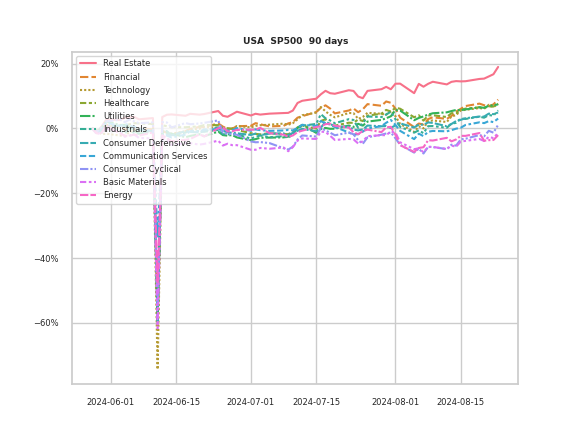 USA SP500 90 days
20%
0%
−20%
−40%
−60%
Real Estate
Financial
Technology
Healthcare
Utilities
Industrials
Consumer Defensive
Communication Services
Consumer Cyclical
Basic Materials
Energy
2024-06-01 2024-06-15 2024-07-01 2024-07-15 2024-08-01 2024-08-15